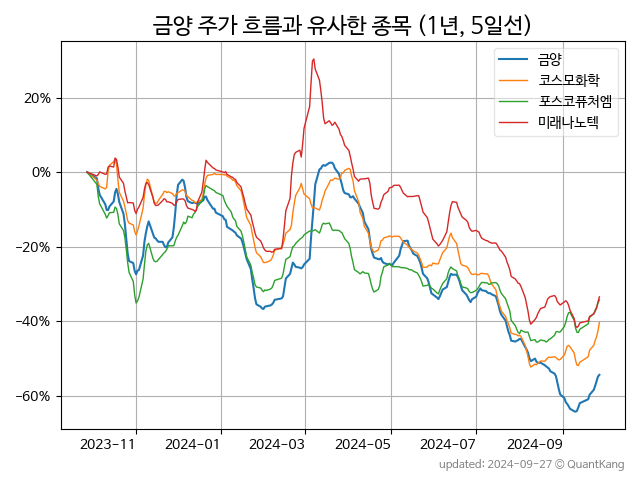 금양 주가 흐름과 유사한 종목 (1년, 5일선)
금양
코스모화학
포스코퓨처엠
미래나노텍
20%
0%
−20%
−40%
−60%
2023-11
2024-01
2024-03
2024-05
2024-07
2024-09
updated: 2024-09-27 © QuantKang